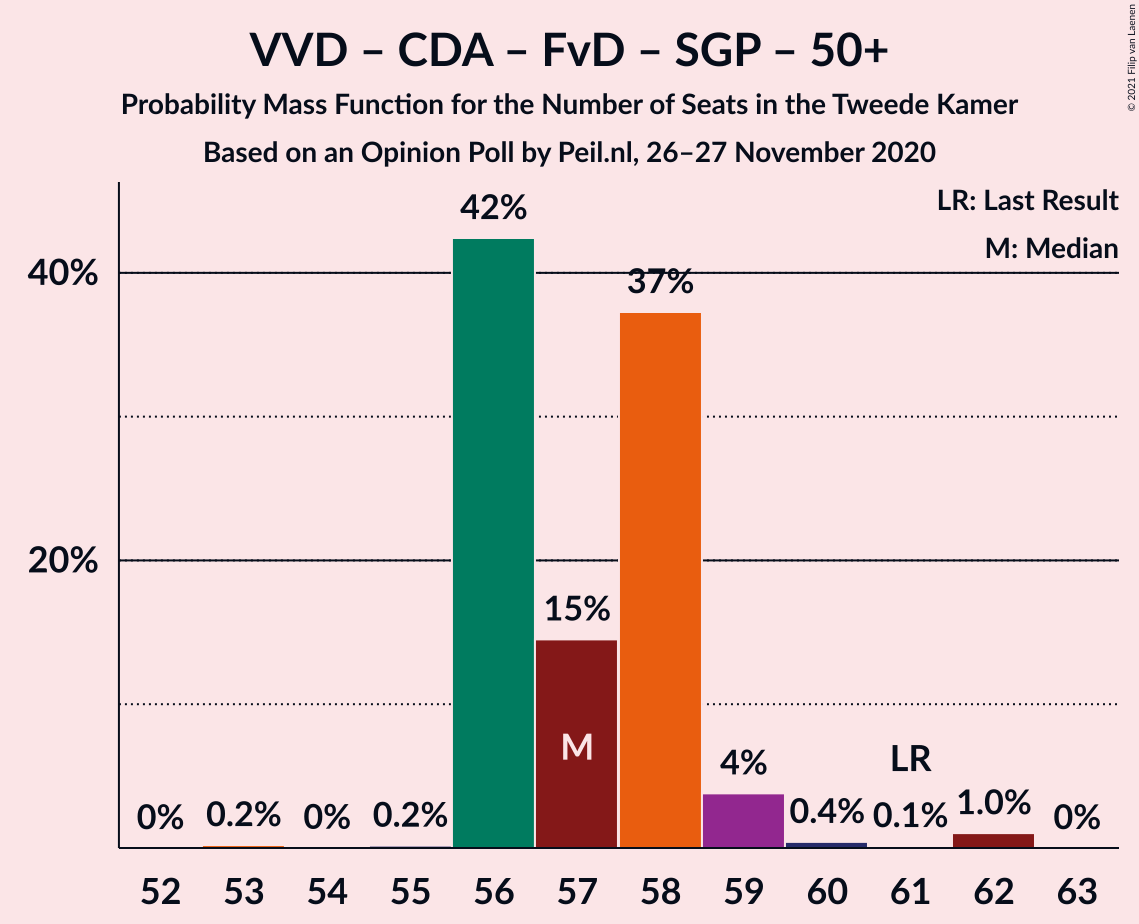 VVD – CDA – FvD – SGP – 50+
Probability Mass Function for the Number of Seats in the Tweede Kamer
Based on an Opinion Poll by Peil.nl, 26–27 November 2020
© 2021 Filip van Laenen
LR: Last Result
M: Median
42%
40%
37%
20%
15%
M
LR
4%
0% 0.2% 0% 0.2% 0.4% 0.1% 1.0% 0%
52 53 54 55 56 57 58 59 60 61 62 63